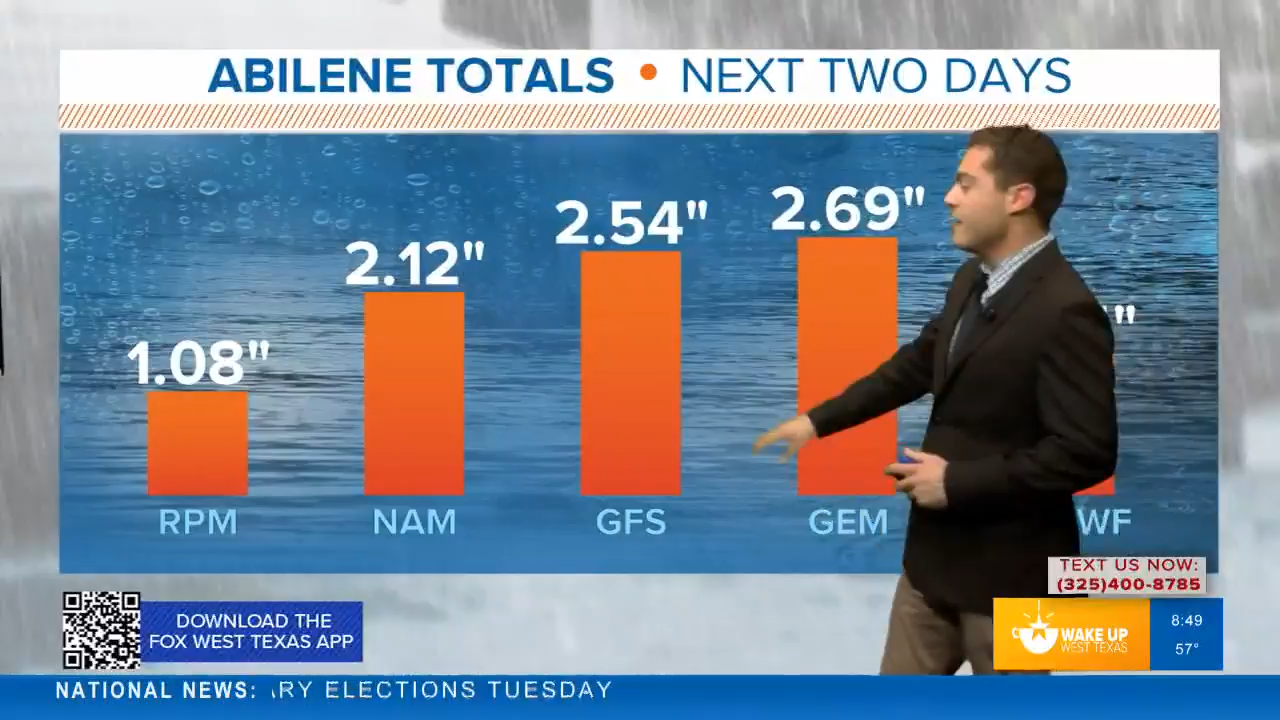 ABILENE TOTALS • NEXT TWO DAYS
1.08" 2.12" 2.54" 2.69" "
RPM NAM GFS GEM WF
TEXT US NOW:
(325)400-8785
DOWNLOAD THE
FOX WEST TEXAS APP
WAKE UP
WEST TEXAS
8:49
57°
NATIONAL NEWS: RY ELECTIONS TUESDAY